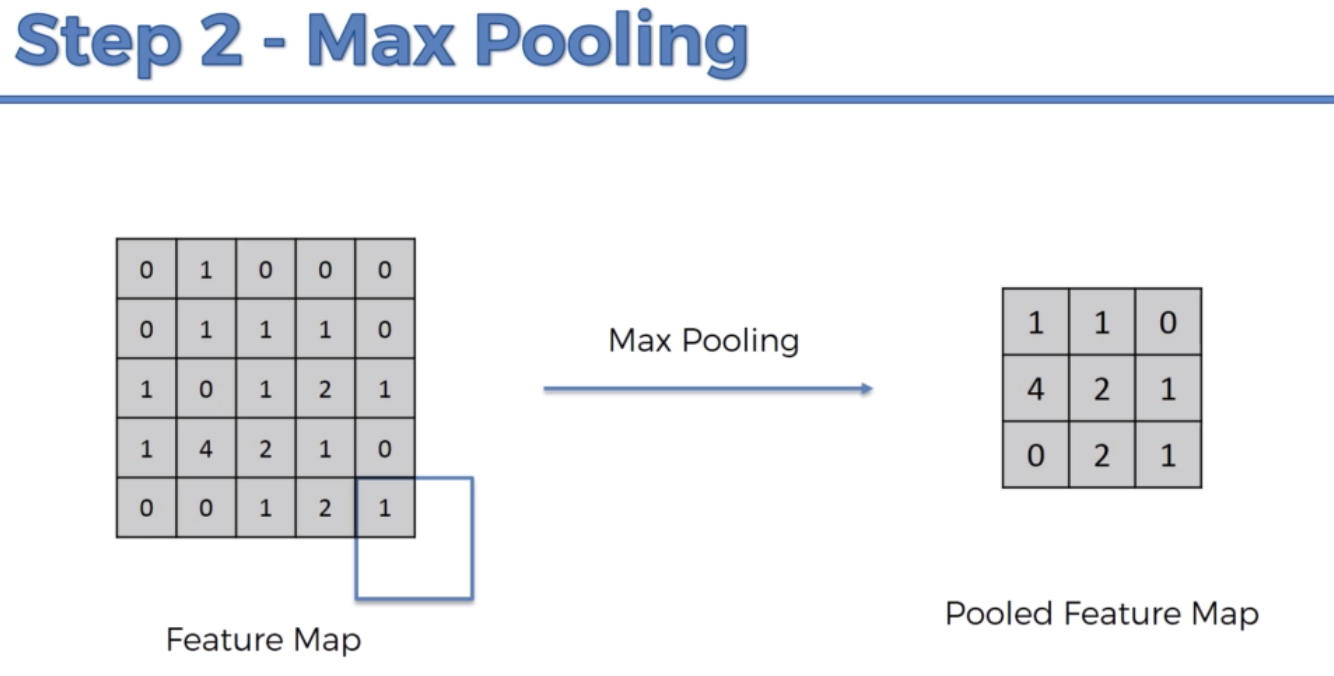 Step 2 - Max Pooling
0 1 0 0 0
0 1 1 1 0
1 0 1 2 1
1 4 2 1 0
0 0 1 2 1
Feature Map
Max Pooling
1 1 0
4 2 1
0 2 1
Pooled Feature Map